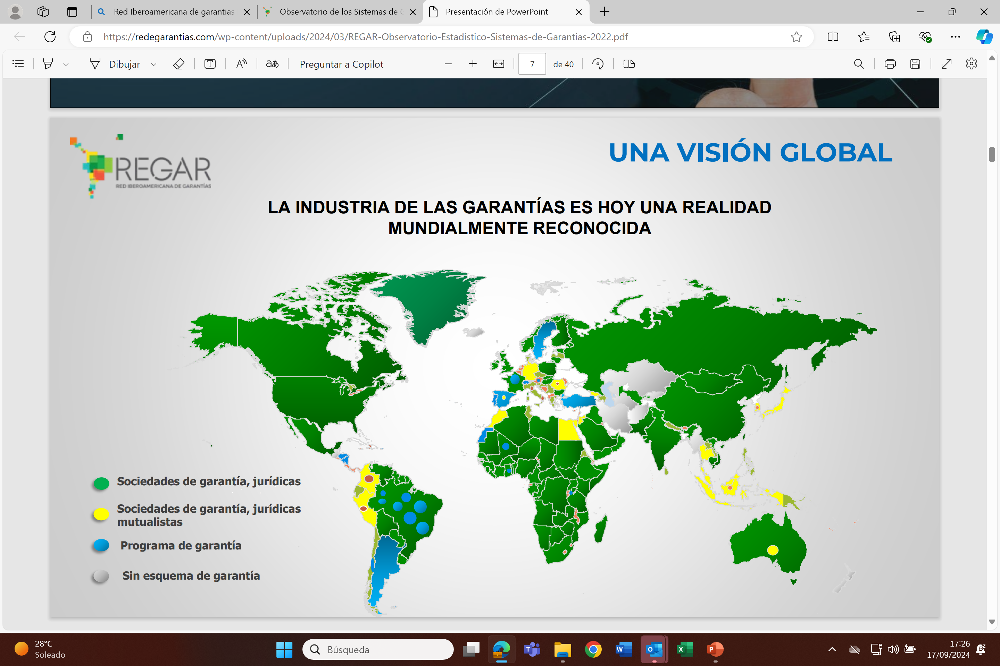 Red Iberoamericana de garantias
Observatorio de los Sistemas de G
Presentación de PowerPoint
https://redegarantias.com/wp-content/uploads/2024/03/REGAR-Observatorio-Estadistico-Sistemas-de-Garantias-2022.pdf
Dibujar
aあ
Preguntar a Copilot
7
de 40
REGAR
RED IBEROAMERICANA DE GARANTÍAS
UNA VISIÓN GLOBAL
LA INDUSTRIA DE LAS GARANTÍAS ES HOY UNA REALIDAD
MUNDIALMENTE RECONOCIDA
Sociedades de garantía, jurídicas
Sociedades de garantía, jurídicas
mutualistas
Programa de garantía
Sin esquema de garantía
28°C
Soleado
Búsqueda
17:26
17/09/2024